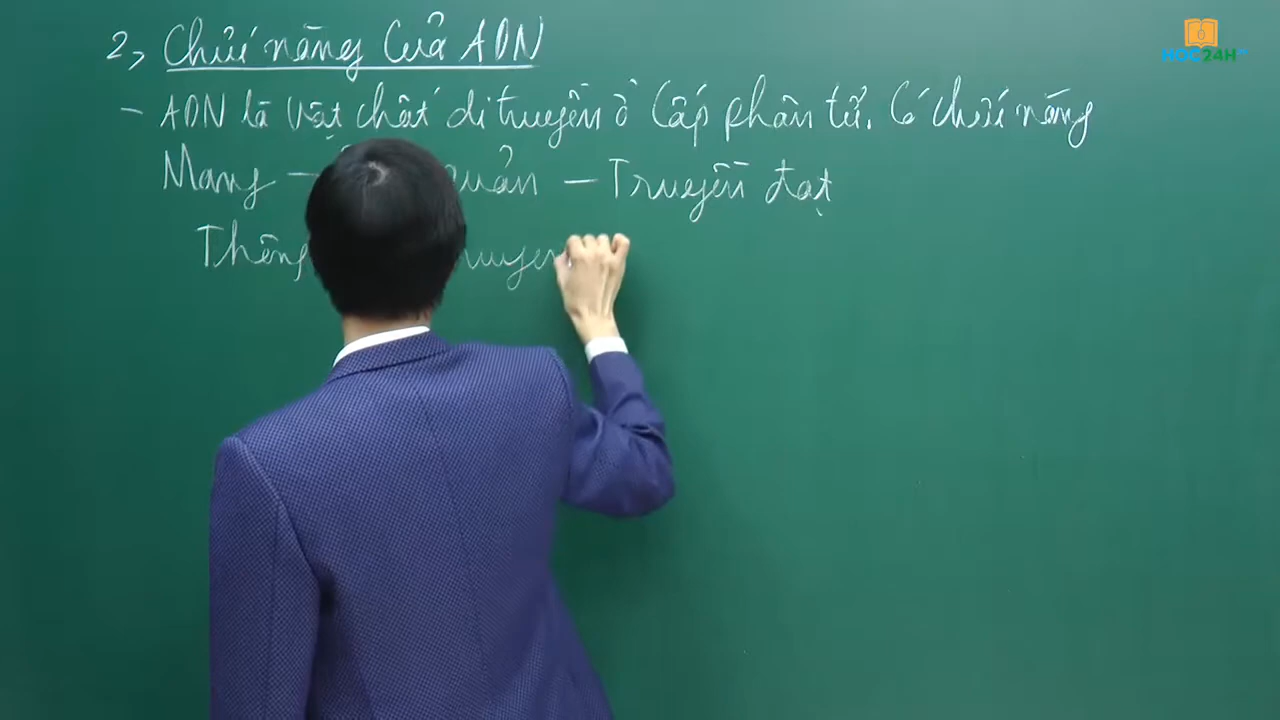 2, Chức năng của ADN
HOC24H
- ADN là vật chất di truyền ở cấp phân tử. Có chức năng
Mang - - Truyền đạt
Thông